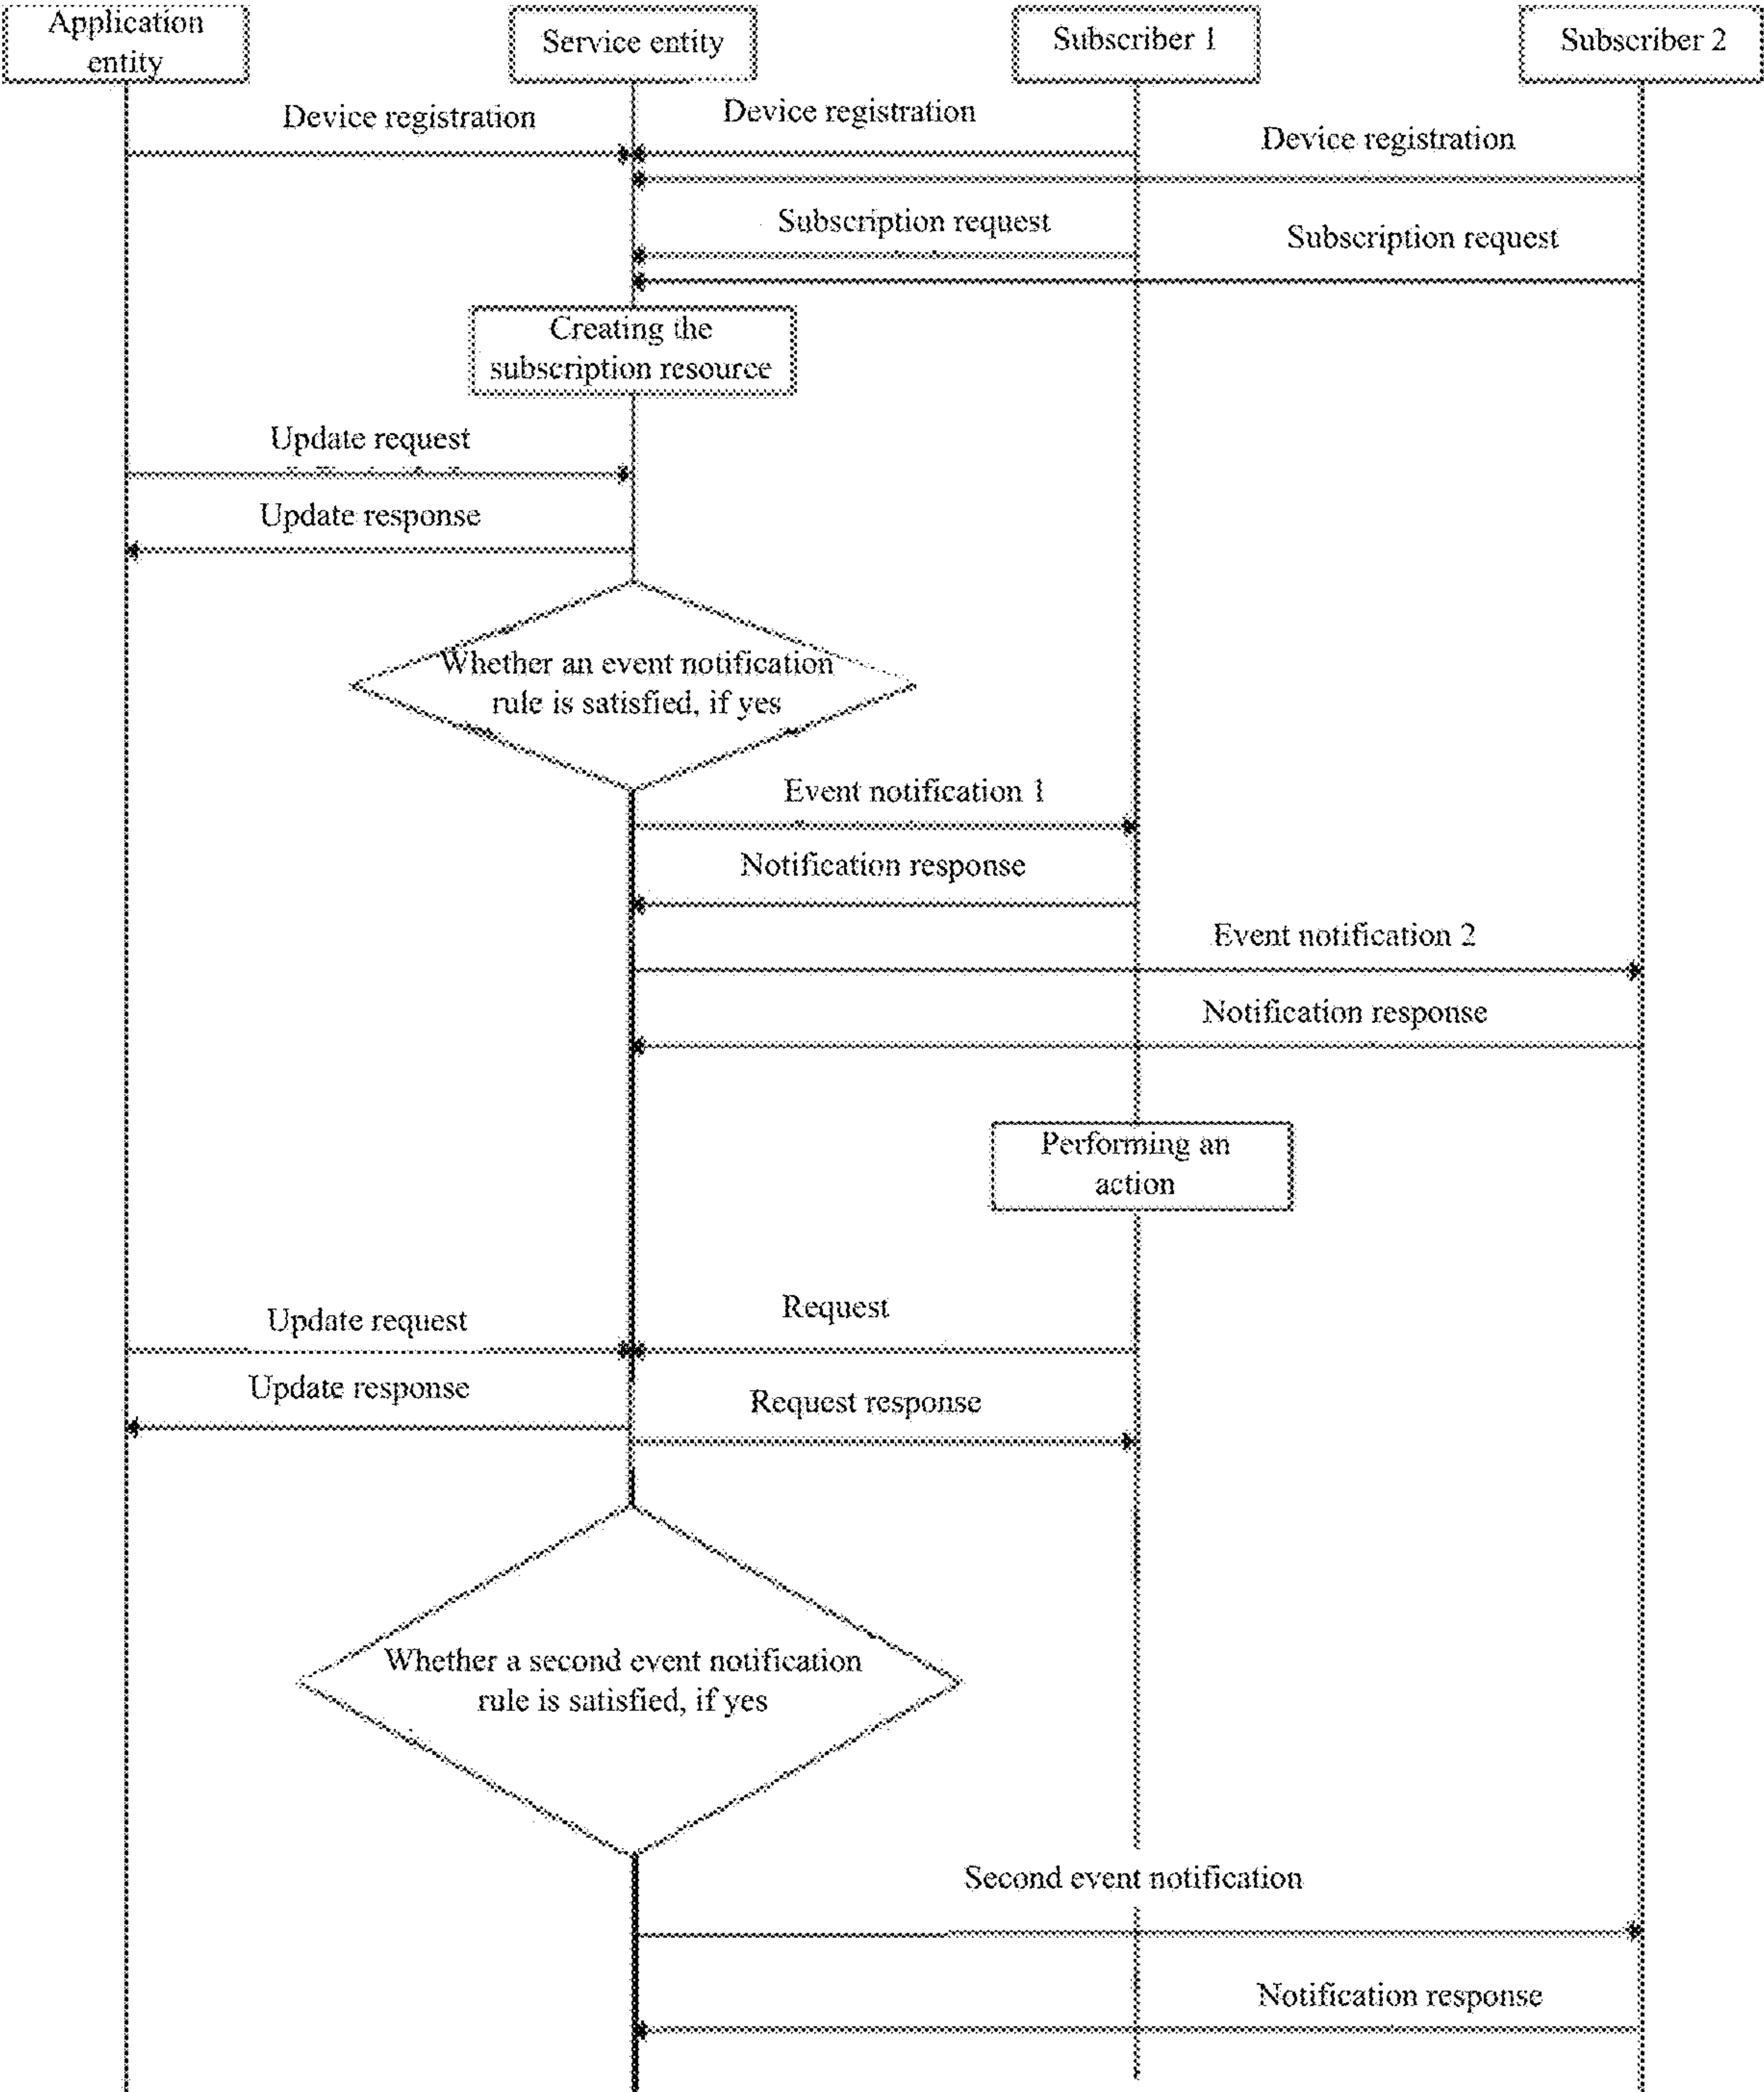 Application
entity
Service entity
Subscriber 1
Subscriber 2
Device registration
Device registration
Device registration
Subscription request
Subscription request
Creating the
subscription resource
Update request
Update response
Whether an event notification
rule is satisfied, if yes
Event notification 1
Notification response
Event notification 2
Notification response
Performing an
action
Update request
Request
Update response
Request response
Whether a second event notification
rule is satisfied, if yes
Second event notification
Notification response